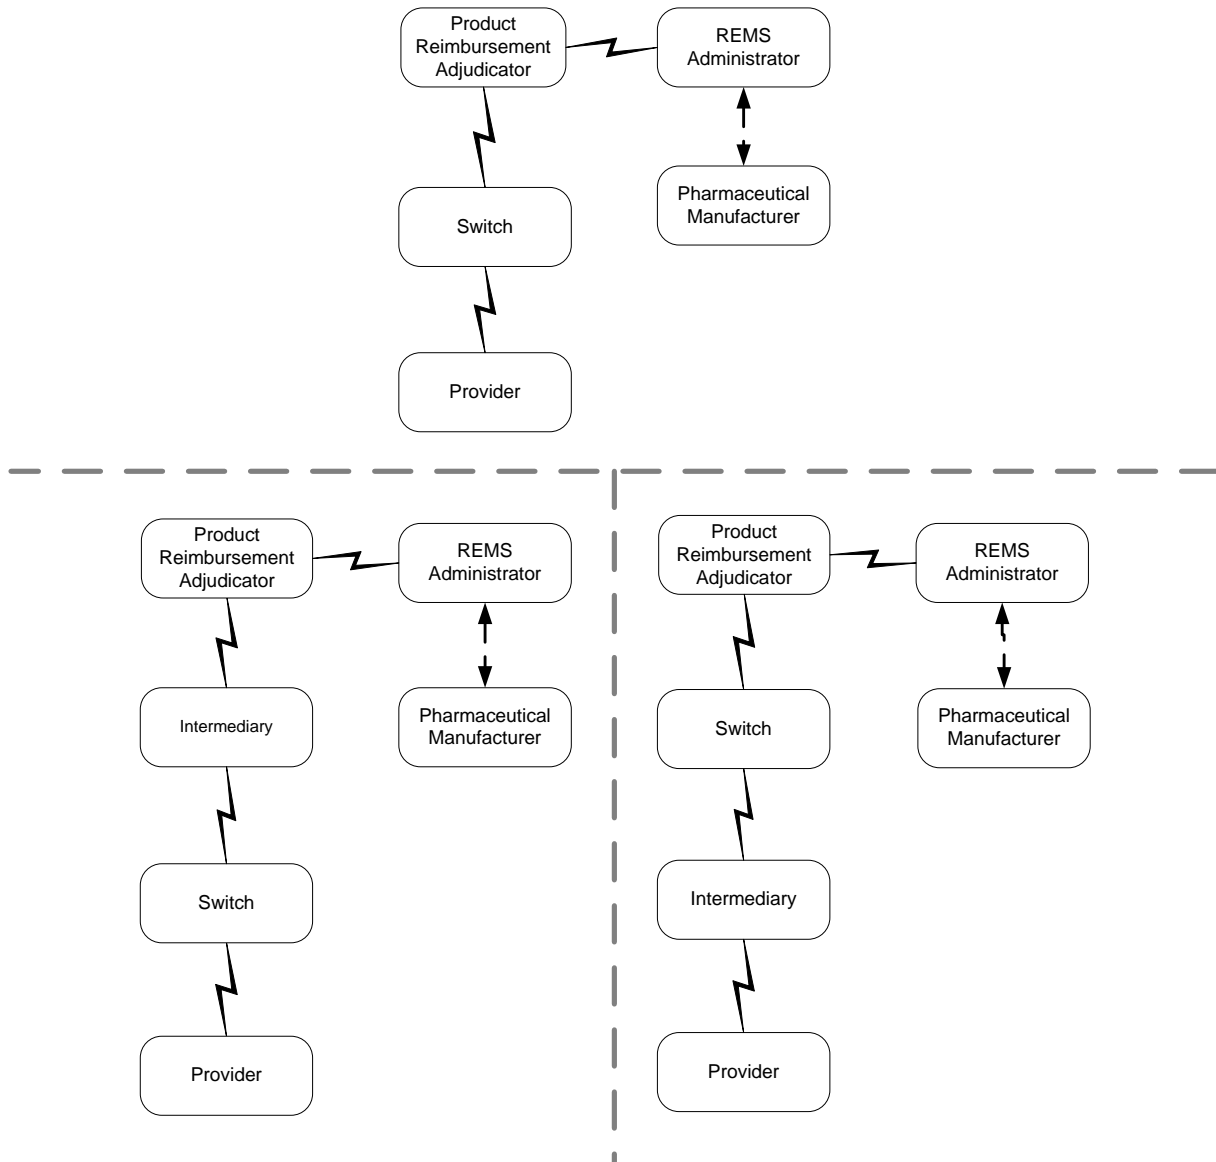 Product
Reimbursement
Adjudicator
REMS
Administrator
Pharmaceutical
Manufacturer
Switch
Provider
Product
Reimbursement
Adjudicator
REMS
Administrator
Intermediary
Pharmaceutical
Manufacturer
Switch
Provider
Product
Reimbursement
Adjudicator
REMS
Administrator
Switch
Pharmaceutical
Manufacturer
Intermediary
Provider